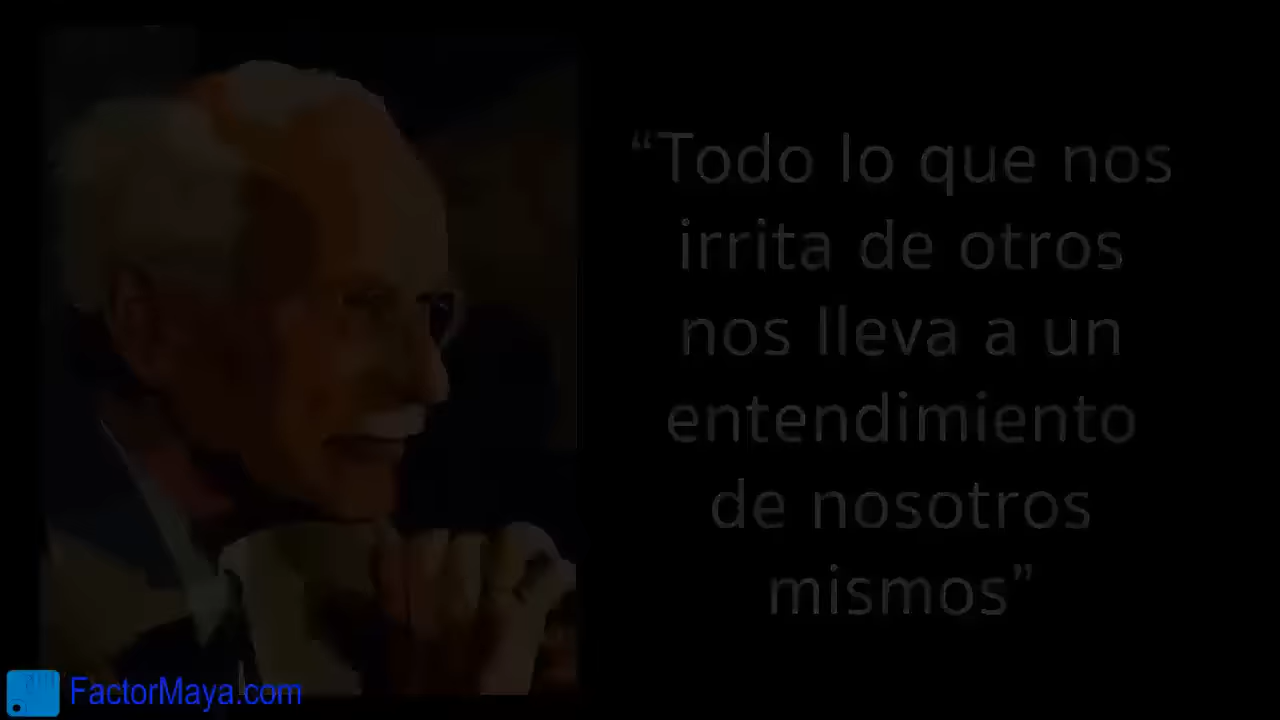 “Todo lo que nos
irrita de otros
nos lleva a un
entendimiento
de nosotros
mismos”
FactorMaya.com